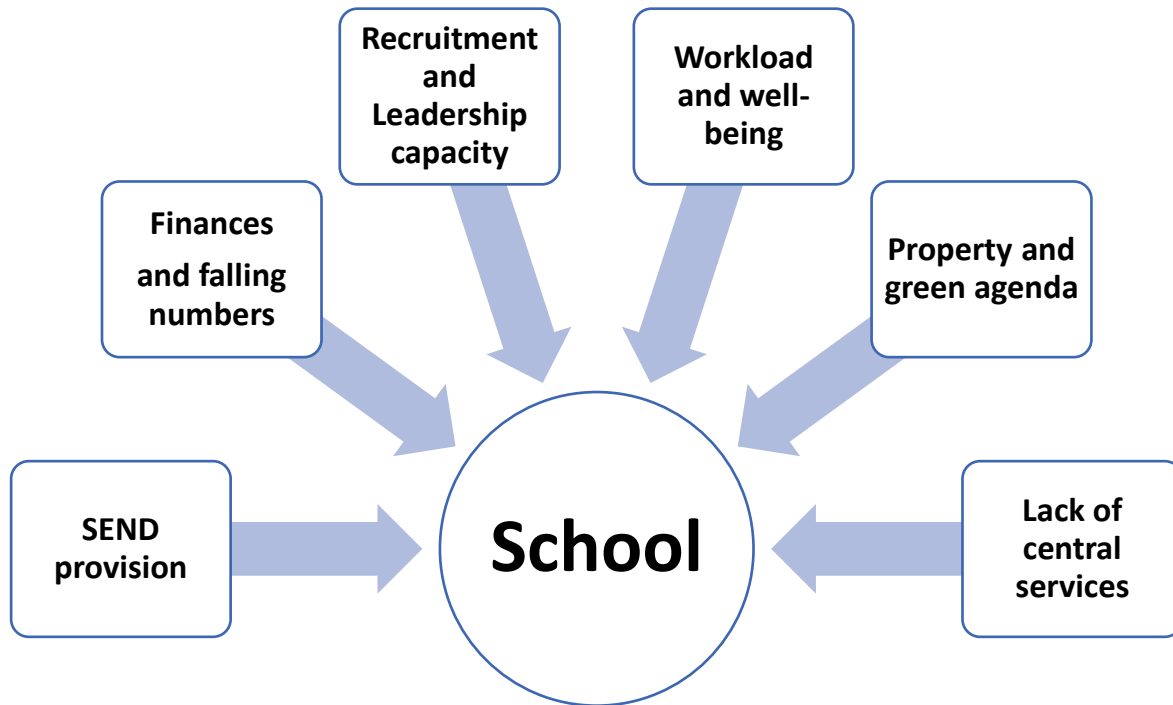 Recruitment
and
Leadership
capacity
Workload
and well-
being
Finances
and falling
numbers
Property and
green agenda
SEND
provision
School
Lack of
central
services